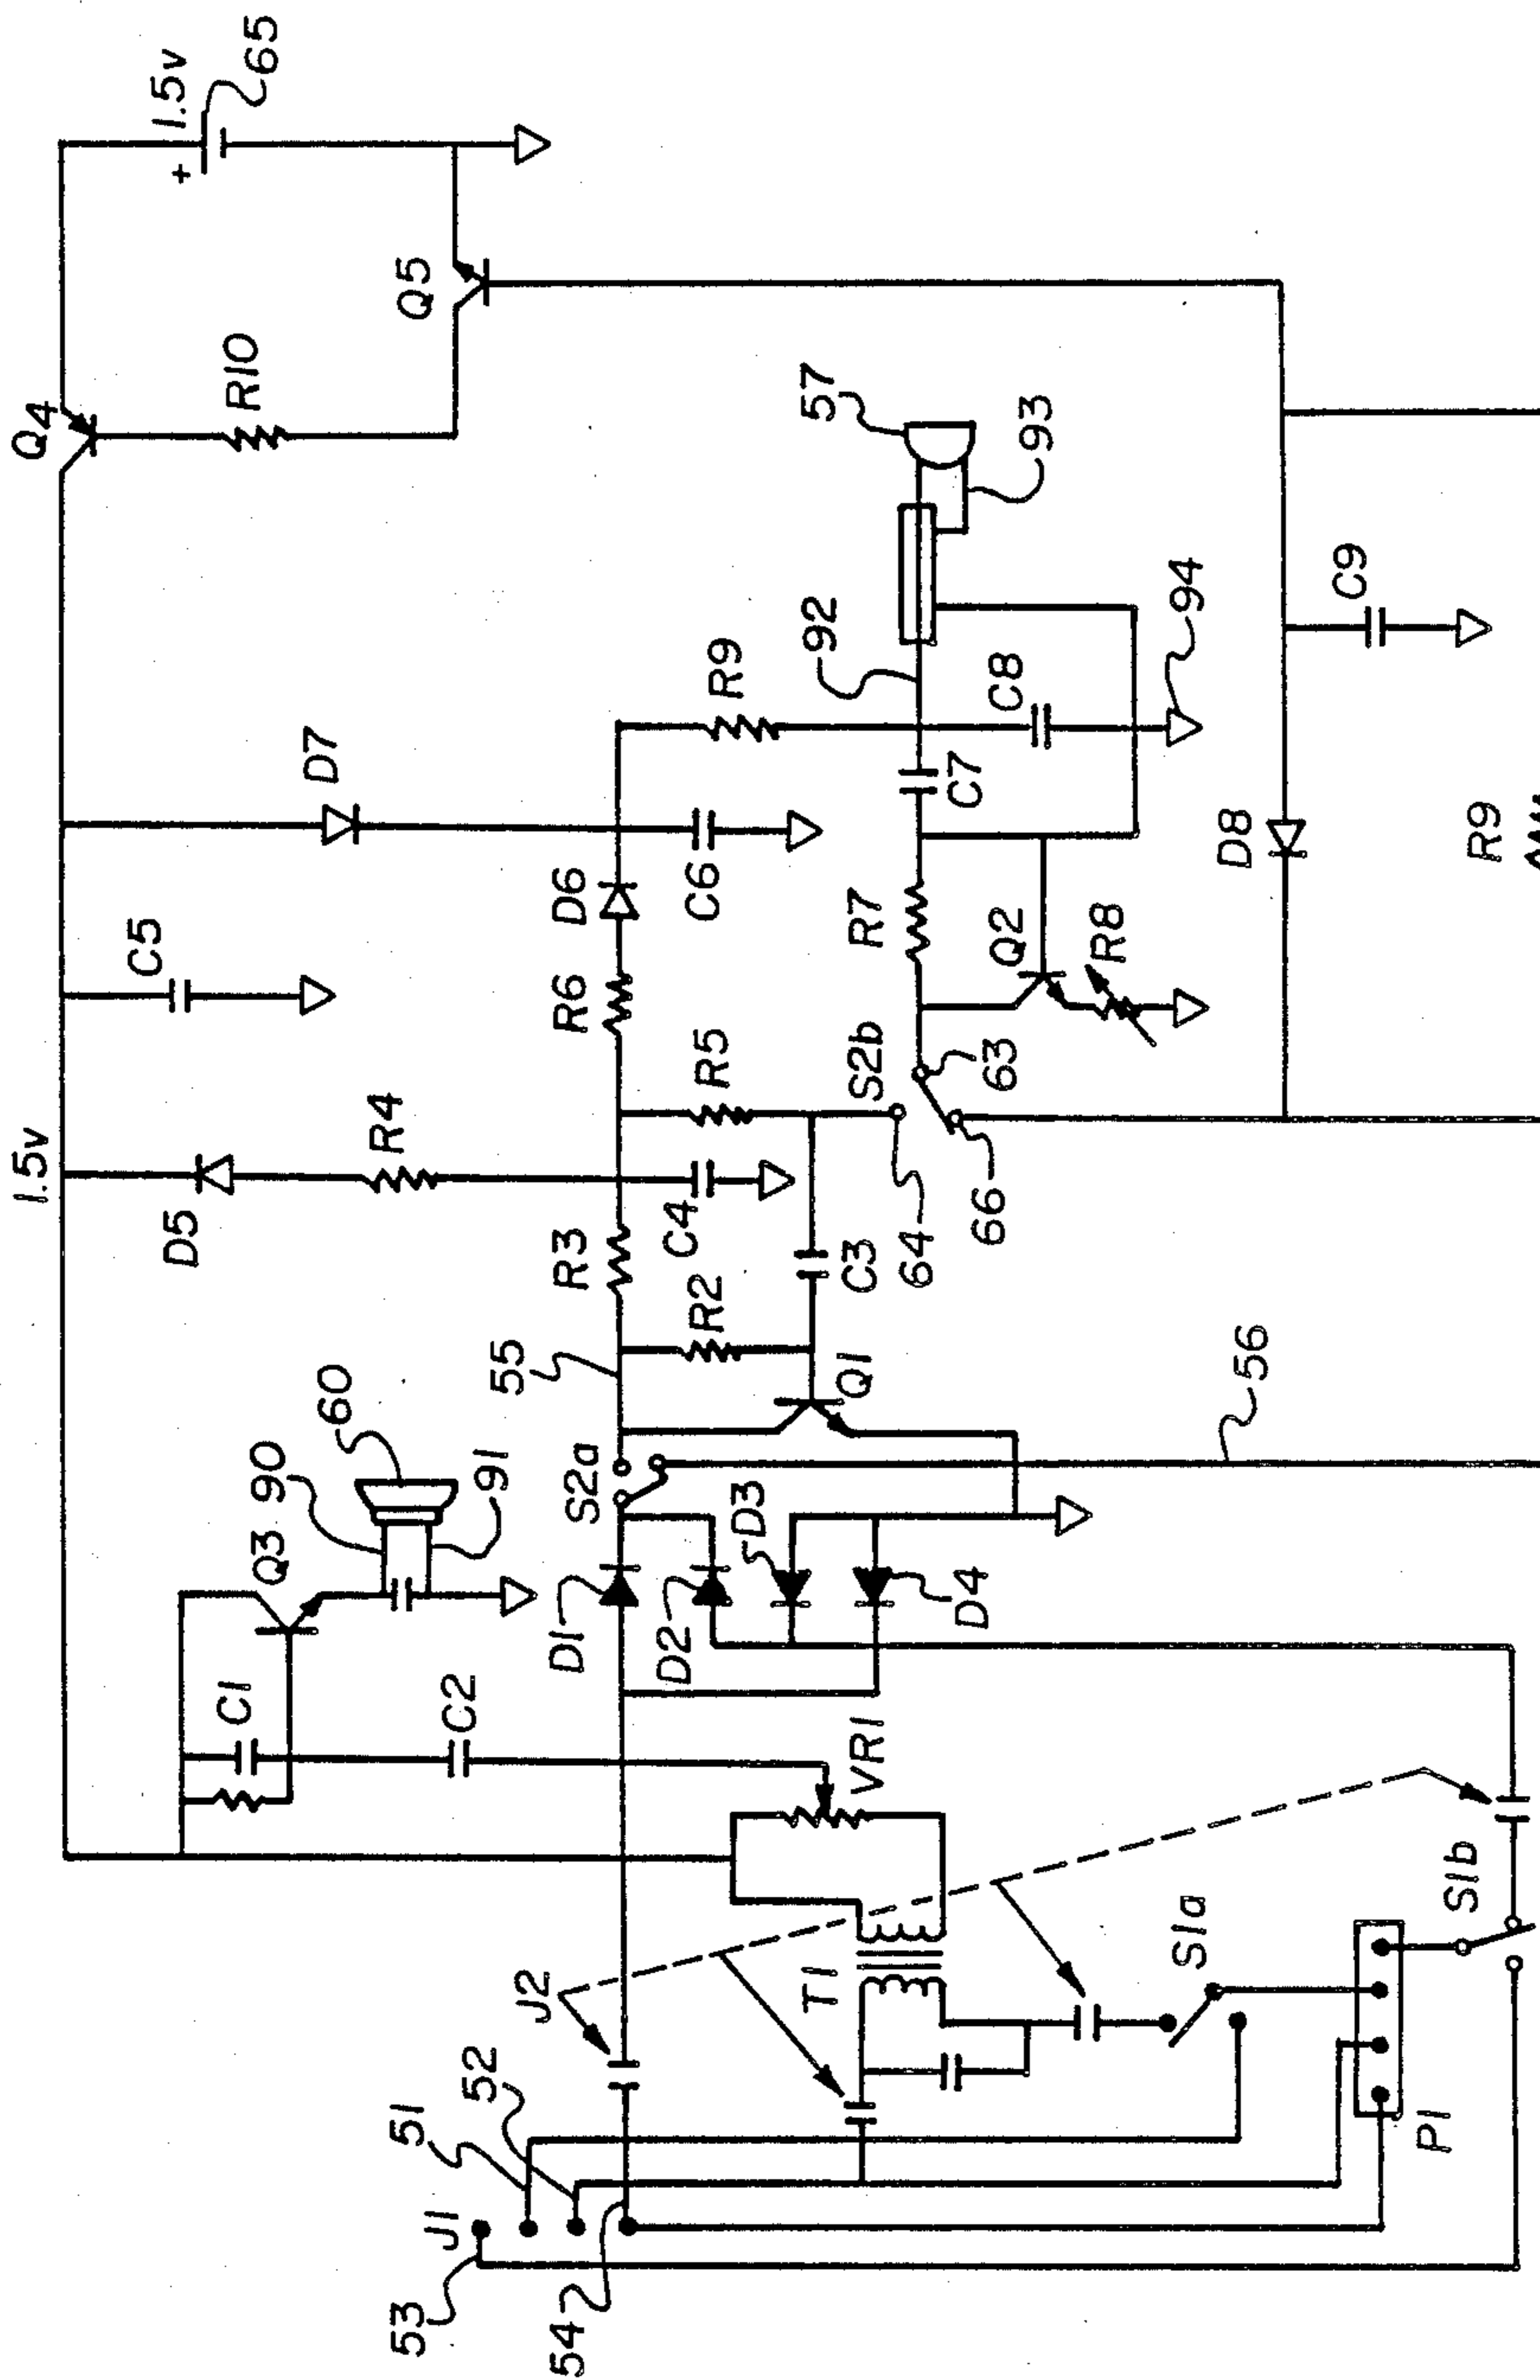 1.5v
Q4
1.5v
+
65
R10
Q5
D7
C5
R4
D5
Q3
90
60
91
C1
C2
55
R3
R6
D6
R9
57
93
92
C8
94
C6
C7
R5
C4
R2
C3
S2b
R7
Q2
R8
63
64
66
Q1
S2a
D1
D2
D3
D4
56
D8
C9
R9
VR1
J2
T1
S1a
S1b
J1
51
52
53
54
P1